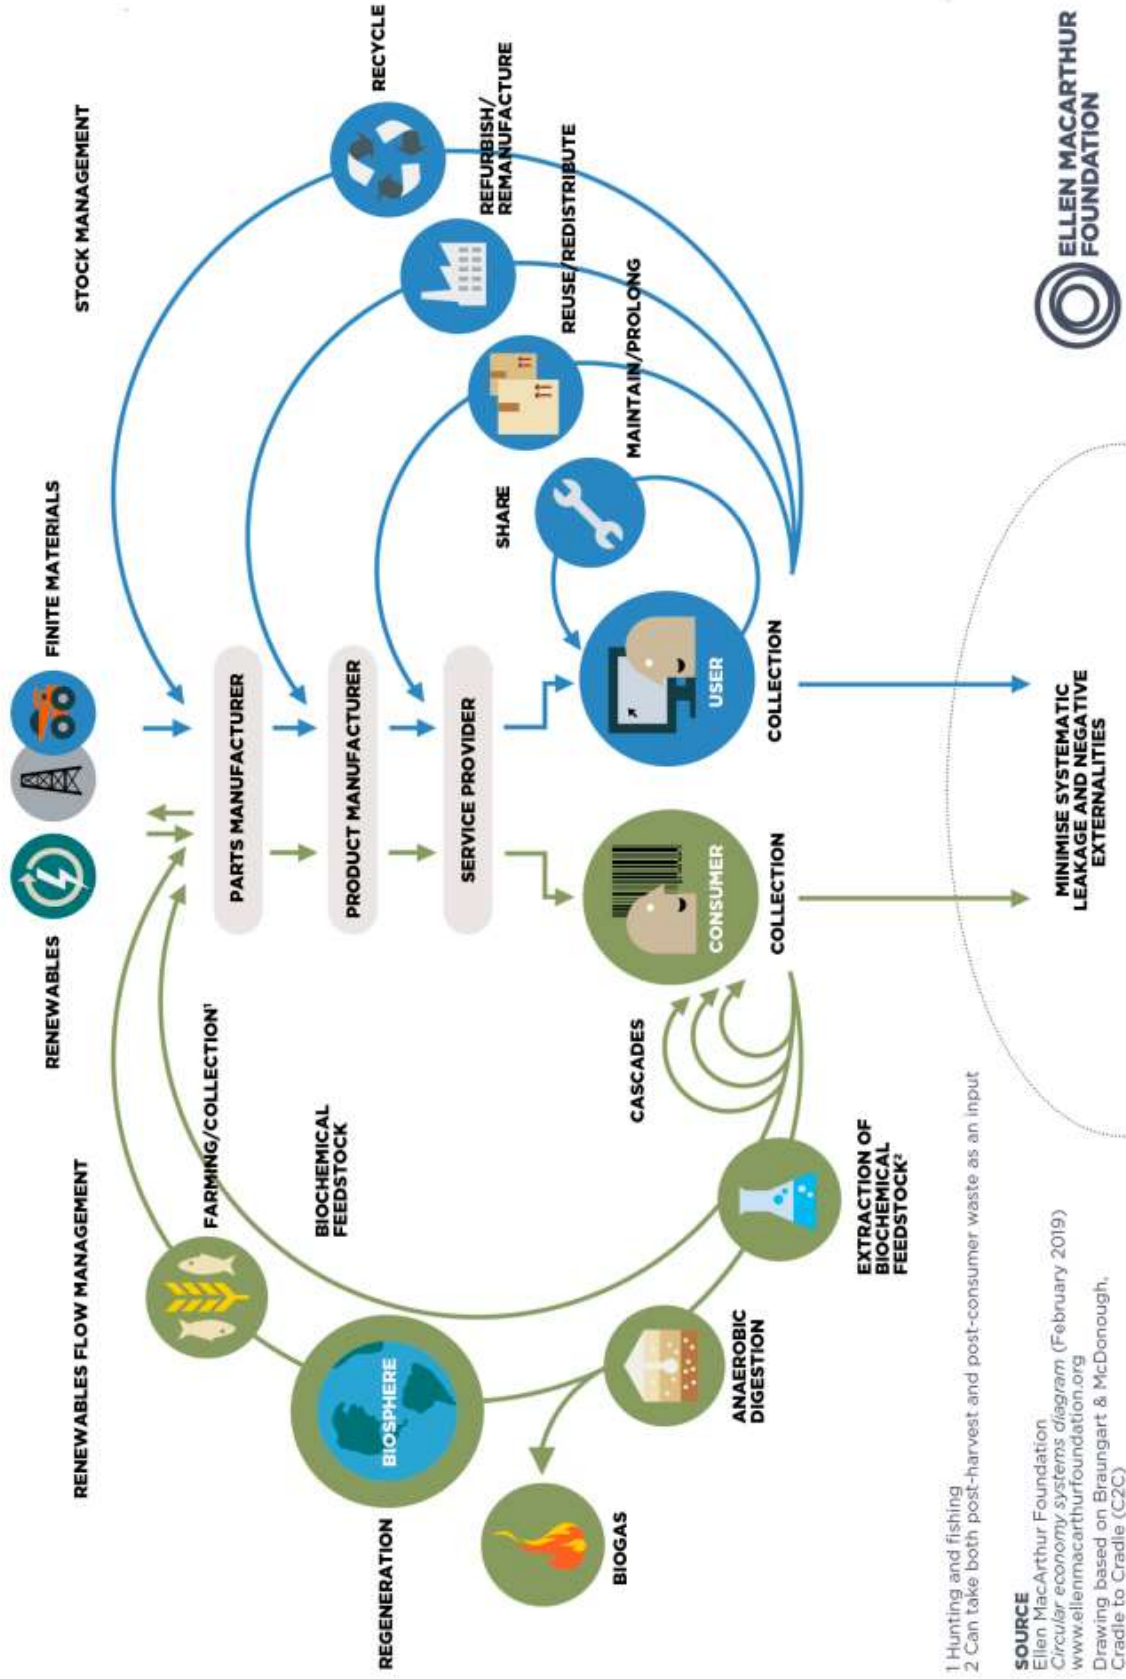 RENEWABLES
FINITE MATERIALS
RENEWABLES FLOW MANAGEMENT
STOCK MANAGEMENT
FARMING/COLLECTION¹
PARTS MANUFACTURER
BIOCHEMICAL
FEEDSTOCK
PRODUCT MANUFACTURER
REGENERATION
BIOSPHERE
RECYCLE
SERVICE PROVIDER
REFURBISH/
REMANUFACTURE
SHARE
REUSE/REDISTRIBUTE
BIOGAS
CASCADES
MAINTAIN/PROLONG
CONSUMER
USER
ANAEROBIC
DIGESTION
COLLECTION
COLLECTION
EXTRACTION OF
BIOCHEMICAL
FEEDSTOCK²
MINIMISE SYSTEMATIC
LEAKAGE AND NEGATIVE
EXTERNALITIES
1 Hunting and fishing
2 Can take both post-harvest and post-consumer waste as an input
SOURCE
Ellen MacArthur Foundation
Circular economy systems diagram (February 2019)
www.ellenmacarthurfoundation.org
Drawing based on Braungart & McDonough,
Cradle to Cradle (C2C)
ELLEN MACARTHUR
FOUNDATION